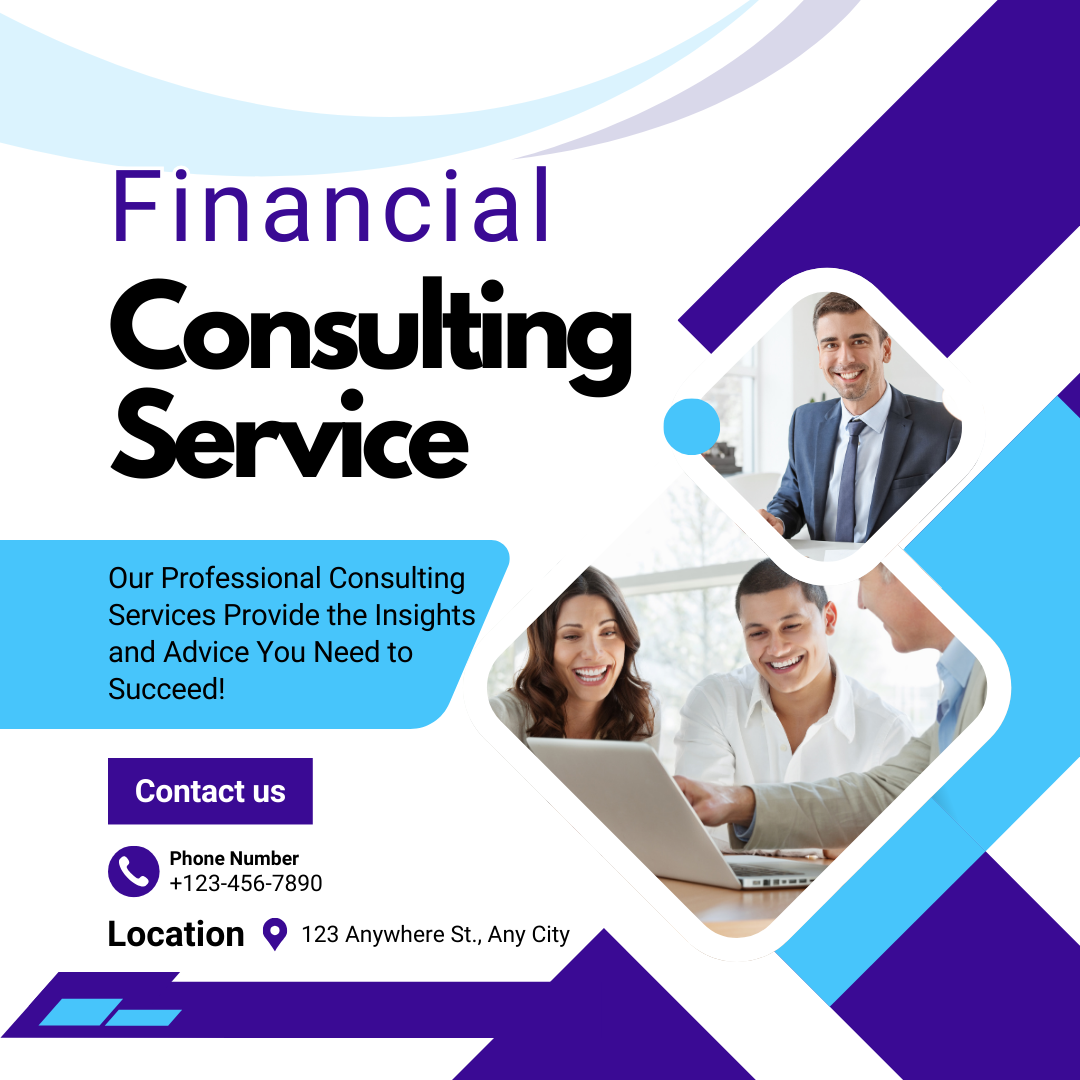 Financial
Consulting
Service
Our Professional Consulting
Services Provide the Insights
and Advice You Need to
Succeed!
Contact us
Phone Number
+123-456-7890
Location 123 Anywhere St., Any City